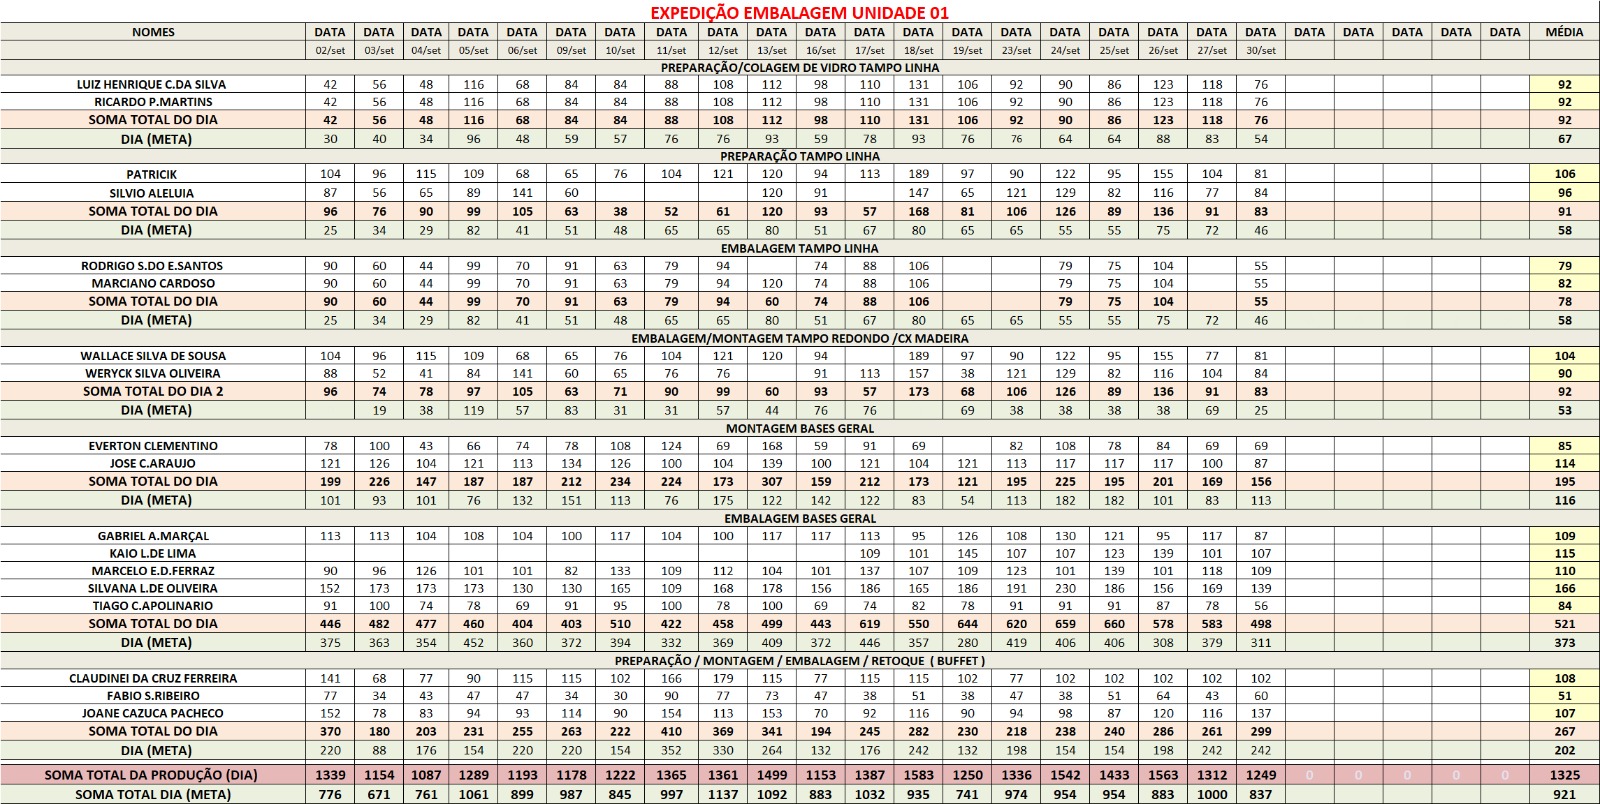 EXPEDIÇÃO EMBALAGEM UNIDADE 01
NOMES DATA DATA DATA DATA DATA DATA DATA DATA DATA DATA DATA DATA DATA DATA DATA DATA DATA DATA DATA DATA DATA DATA DATA DATA DATA MÉDIA
02/set 03/set 04/set 05/set 06/set 09/set 10/set 11/set 12/set 13/set 16/set 17/set 18/set 19/set 23/set 24/set 25/set 26/set 27/set 30/set
PREPARAÇÃO/COLAGEM DE VIDRO TAMPO LINHA
LUIZ HENRIQUE C.DA SILVA 42 56 48 116 68 84 84 88 108 112 98 110 131 106 92 90 86 123 118 76 92
RICARDO P.MARTINS 42 56 48 116 68 84 84 88 108 112 98 110 131 106 92 90 86 123 118 76 92
SOMA TOTAL DO DIA 42 56 48 116 68 84 84 88 108 112 98 110 131 106 92 90 86 123 118 76 92
DIA (META) 30 40 34 96 48 59 57 76 76 93 59 78 93 76 76 64 64 88 83 54 67
PREPARAÇÃO TAMPO LINHA
PATRICIK 104 96 115 109 68 65 76 104 121 120 94 113 189 97 90 122 95 155 104 81 106
SILVIO ALELUIA 87 56 65 89 141 60 120 91 147 65 121 129 82 116 77 84 96
SOMA TOTAL DO DIA 96 76 90 99 105 63 38 52 61 120 93 57 168 81 106 126 89 136 91 83 91
DIA (META) 25 34 29 82 41 51 48 65 65 80 51 67 80 65 65 55 55 75 72 46 58
EMBALAGEM TAMPO LINHA
RODRIGO S.DO E.SANTOS 90 60 44 99 70 91 63 79 94 74 88 106 79 75 104 55 79
MARCIANO CARDOSO 90 60 44 99 70 91 63 79 94 120 74 88 106 79 75 104 55 82
SOMA TOTAL DO DIA 90 60 44 99 70 91 63 79 94 60 74 88 106 79 75 104 55 78
DIA (META) 25 34 29 82 41 51 48 65 65 80 51 67 80 65 65 55 55 75 72 46 58
EMBALAGEM/MONTAGEM TAMPO REDONDO /CX MADEIRA
WALLACE SILVA DE SOUSA 104 96 115 109 68 65 76 104 121 120 94 189 97 90 122 95 155 77 81 104
WERYCK SILVA OLIVEIRA 88 52 41 84 141 60 65 76 76 91 113 157 38 121 129 82 116 104 84 90
SOMA TOTAL DO DIA 2 96 74 78 97 105 63 71 90 99 60 93 57 173 68 106 126 89 136 91 83 92
DIA (META) 19 38 119 57 83 31 31 57 44 76 76 69 38 38 38 38 69 25 53
MONTAGEM BASES GERAL
EVERTON CLEMENTINO 78 100 43 66 74 78 108 124 69 168 59 91 69 82 108 78 84 69 69 85
JOSE C.ARAUJO 121 126 104 121 113 134 126 100 104 139 100 121 104 121 113 117 117 117 100 87 114
SOMA TOTAL DO DIA 199 226 147 187 187 212 234 224 173 307 159 212 173 121 195 225 195 201 169 156 195
DIA (META) 101 93 101 76 132 151 113 76 175 122 142 122 83 54 113 182 182 101 83 113 116
EMBALAGEM BASES GERAL
GABRIEL A.MARÇAL 113 113 104 108 104 100 117 104 100 117 117 113 95 126 108 130 121 95 117 87 109
KAIO L.DE LIMA 109 101 145 107 107 123 139 101 107 115
MARCELO E.D.FERRAZ 90 96 126 101 101 82 133 109 112 104 101 137 107 109 123 101 139 101 118 109 110
SILVANA L.DE OLIVEIRA 152 173 173 173 130 130 165 109 168 178 156 186 165 186 191 230 186 156 169 139 166
TIAGO C.APOLINARIO 91 100 74 78 69 91 95 100 78 100 69 74 82 78 91 91 91 87 78 56 84
SOMA TOTAL DO DIA 446 482 477 460 404 403 510 422 458 499 443 619 550 644 620 659 660 578 583 498 521
DIA (META) 375 363 354 452 360 372 394 332 369 409 372 446 357 280 419 406 406 308 379 311 373
PREPARAÇÃO / MONTAGEM / EMBALAGEM / RETOQUE ( BUFFET )
CLAUDINEI DA CRUZ FERREIRA 141 68 77 90 115 115 102 166 179 115 77 115 115 102 77 102 102 102 102 102 108
FABIO S.RIBEIRO 77 34 43 47 47 34 30 90 77 73 47 38 51 38 47 38 51 64 43 60 51
JOANE CAZUCA PACHECO 152 78 83 94 93 114 90 154 113 153 70 92 116 90 94 98 87 120 116 137 107
SOMA TOTAL DO DIA 370 180 203 231 255 263 222 410 369 341 194 245 282 230 218 238 240 286 261 299 267
DIA (META) 220 88 176 154 220 220 154 352 330 264 132 176 242 132 198 154 154 198 242 242 202
SOMA TOTAL DA PRODUÇÃO (DIA) 1339 1154 1087 1289 1193 1178 1222 1365 1361 1499 1153 1387 1583 1250 1336 1542 1433 1563 1312 1249 0 0 0 0 0 1325
SOMA TOTAL DIA (META) 776 671 761 1061 899 987 845 997 1137 1092 883 1032 935 741 974 954 954 883 1000 837 921